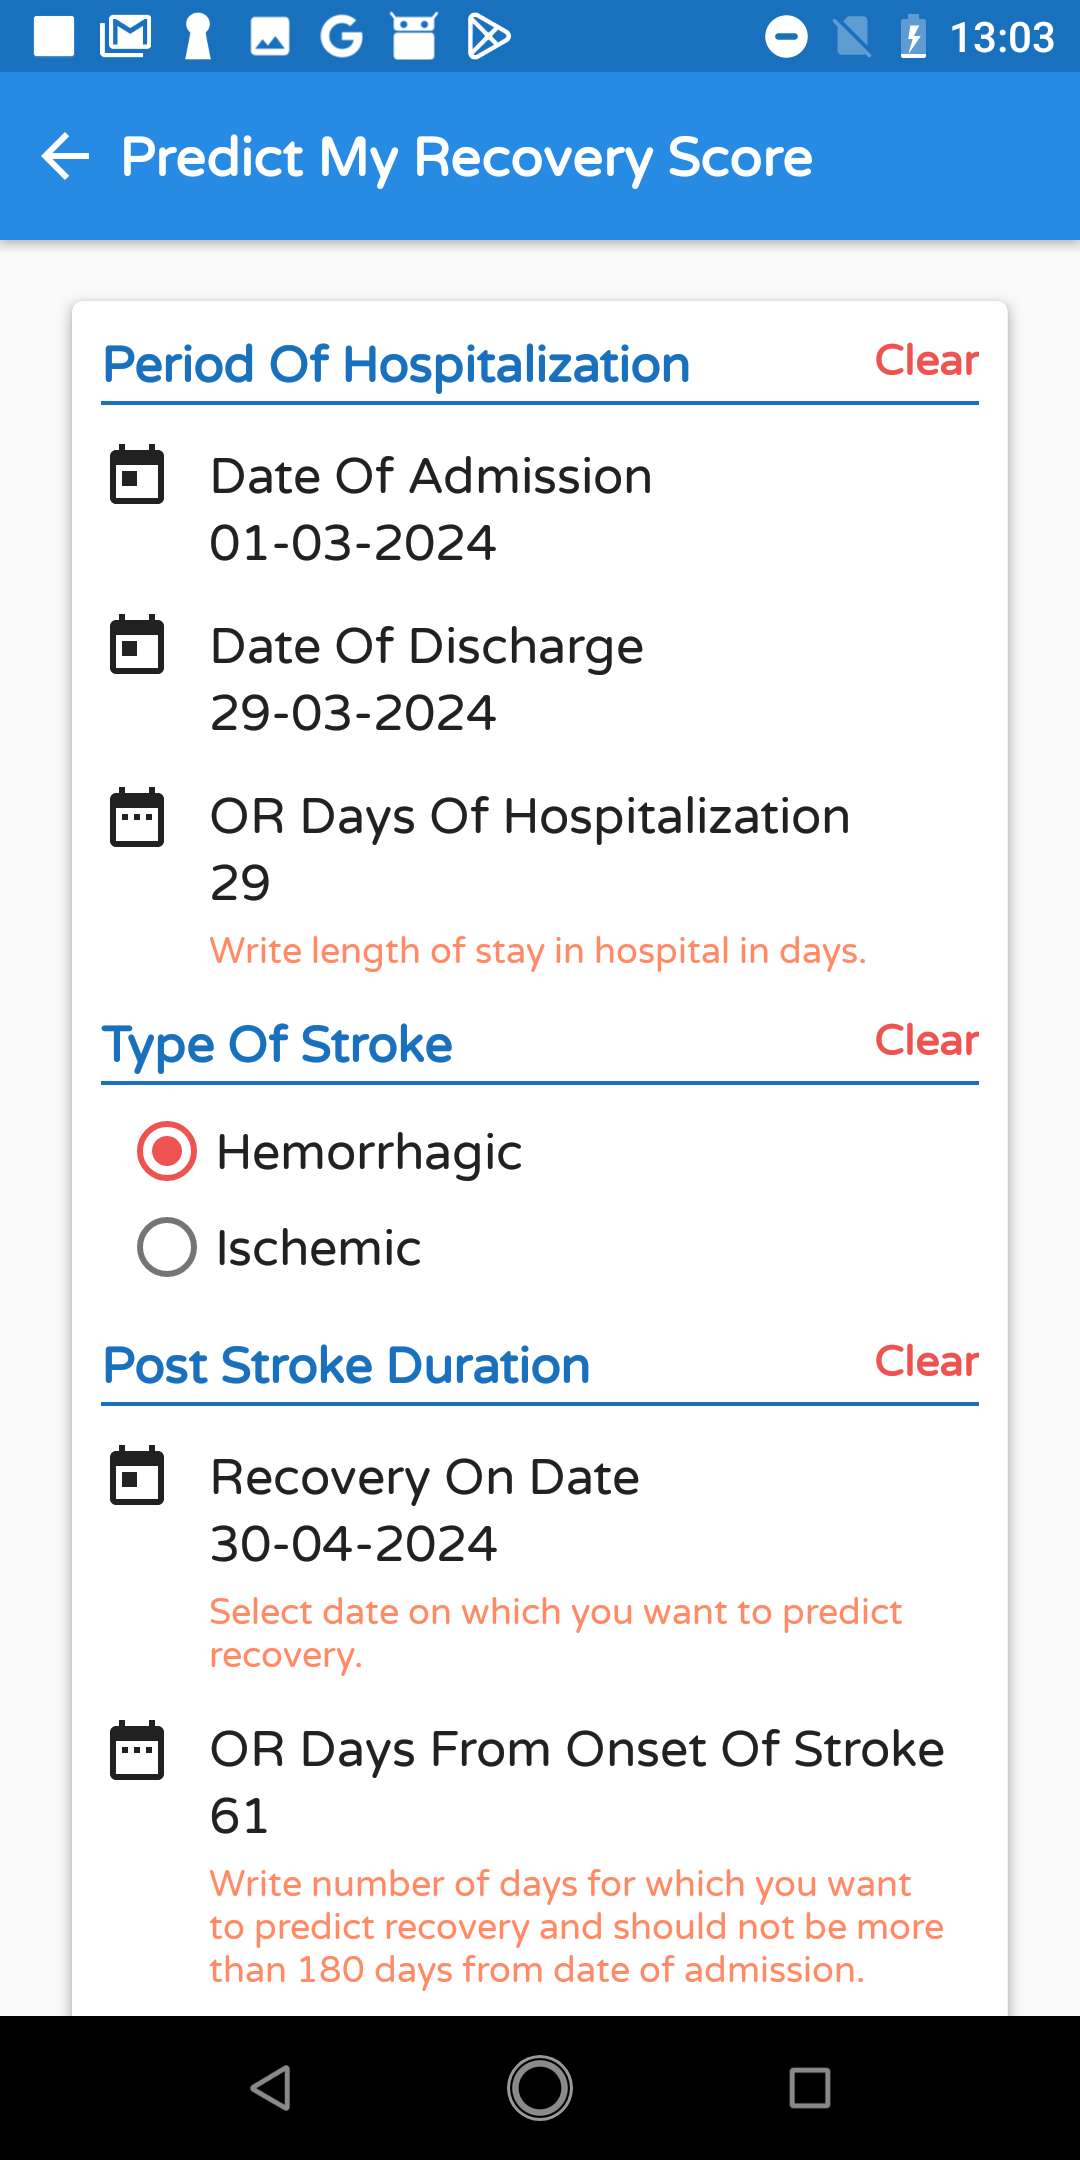 13:03
Predict My Recovery Score
Period Of Hospitalization
Clear
Date Of Admission
01-03-2024
Date Of Discharge
29-03-2024
OR Days Of Hospitalization
29
Write length of stay in hospital in days.
Type Of Stroke
Clear
Hemorrhagic
Ischemic
Post Stroke Duration
Clear
Recovery On Date
30-04-2024
Select date on which you want to predict
recovery.
OR Days From Onset Of Stroke
61
Write number of days for which you want
to predict recovery and should not be more
than 180 days from date of admission.